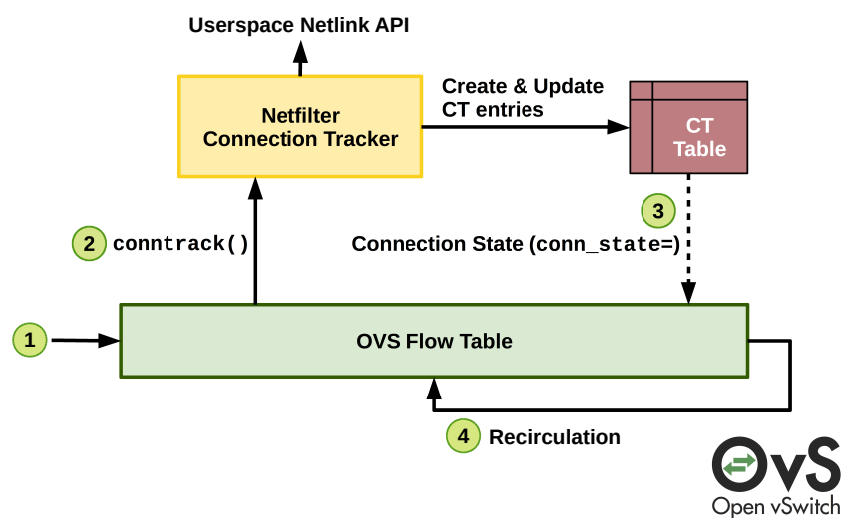 Userspace Netlink API
Netfilter
Connection Tracker
Create & Update
CT entries
CT
Table
3
2 conntrack()
Connection State (conn_state=)
1
OVS Flow Table
4 Recirculation
OvS
Open vSwitch